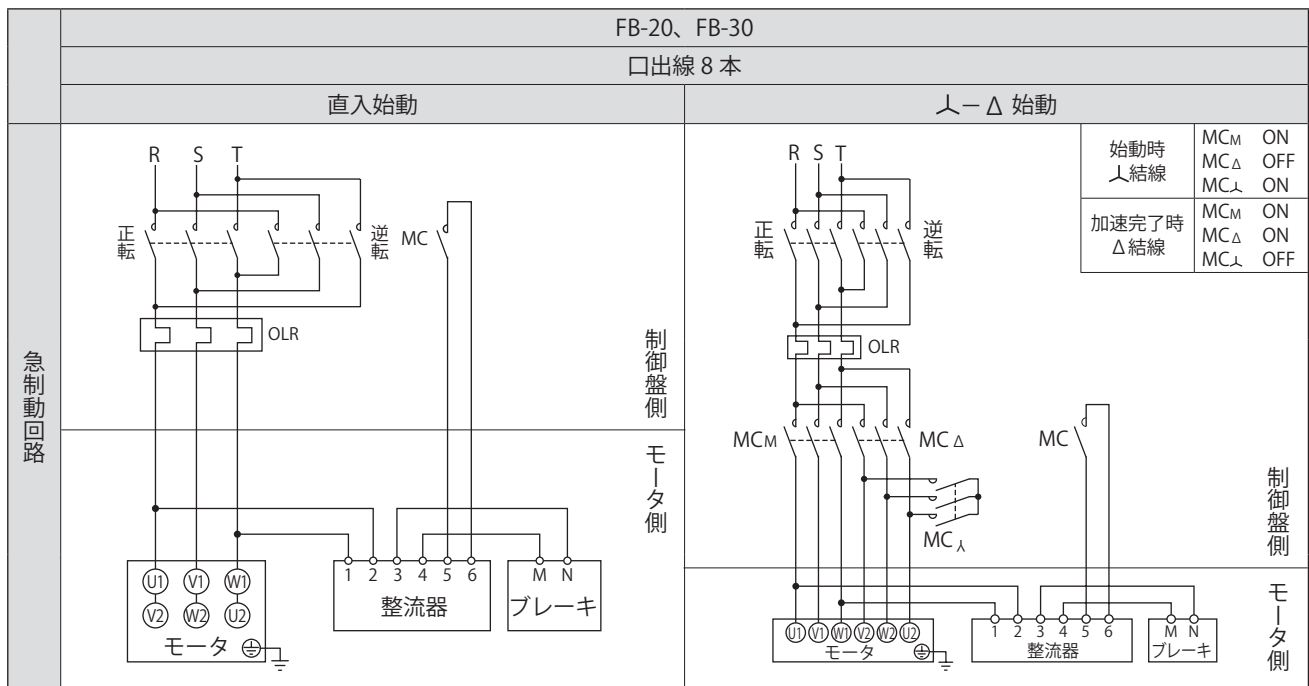 FB-20、FB-30
口出線 8 本
直入始動
人－Δ 始動
急制動回路
R S T
正転
逆転
MC
OLR
制御盤側
モータ側
U1 V1 W1
V2 W2 U2
モータ
1 2 3 4 5 6
整流器
M N
ブレーキ
始動時
人結線
MCM ON
MCΔ OFF
MC人 ON
加速完了時
Δ結線
MCM ON
MCΔ ON
MC人 OFF
R S T
正転
逆転
OLR
MCM
MCΔ
MC
MC人
制御盤側
モータ側
U1 V1 W1 V2 W2 U2
モータ
1 2 3 4 5 6
整流器
M N
ブレーキ